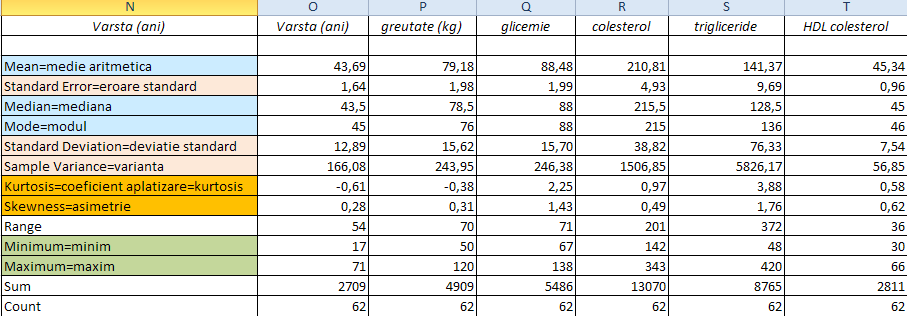 N O P Q R S T
Varsta (ani) Varsta (ani) greutate (kg) glicemie colesterol trigliceride HDL colesterol
Mean=medie aritmetica 43,69 79,18 88,48 210,81 141,37 45,34
Standard Error=eroare standard 1,64 1,98 1,99 4,93 9,69 0,96
Median=mediana 43,5 78,5 88 215,5 128,5 45
Mode=modul 45 76 88 215 136 46
Standard Deviation=deviatie standard 12,89 15,62 15,70 38,82 76,33 7,54
Sample Variance=varianta 166,08 243,95 246,38 1506,85 5826,17 56,85
Kurtosis=coeficient aplatizare=kurtosis -0,61 -0,38 2,25 0,97 3,88 0,58
Skewness=asimetrie 0,28 0,31 1,43 0,49 1,76 0,62
Range 54 70 71 201 372 36
Minimum=minim 17 50 67 142 48 30
Maximum=maxim 71 120 138 343 420 66
Sum 2709 4909 5486 13070 8765 2811
Count 62 62 62 62 62 62